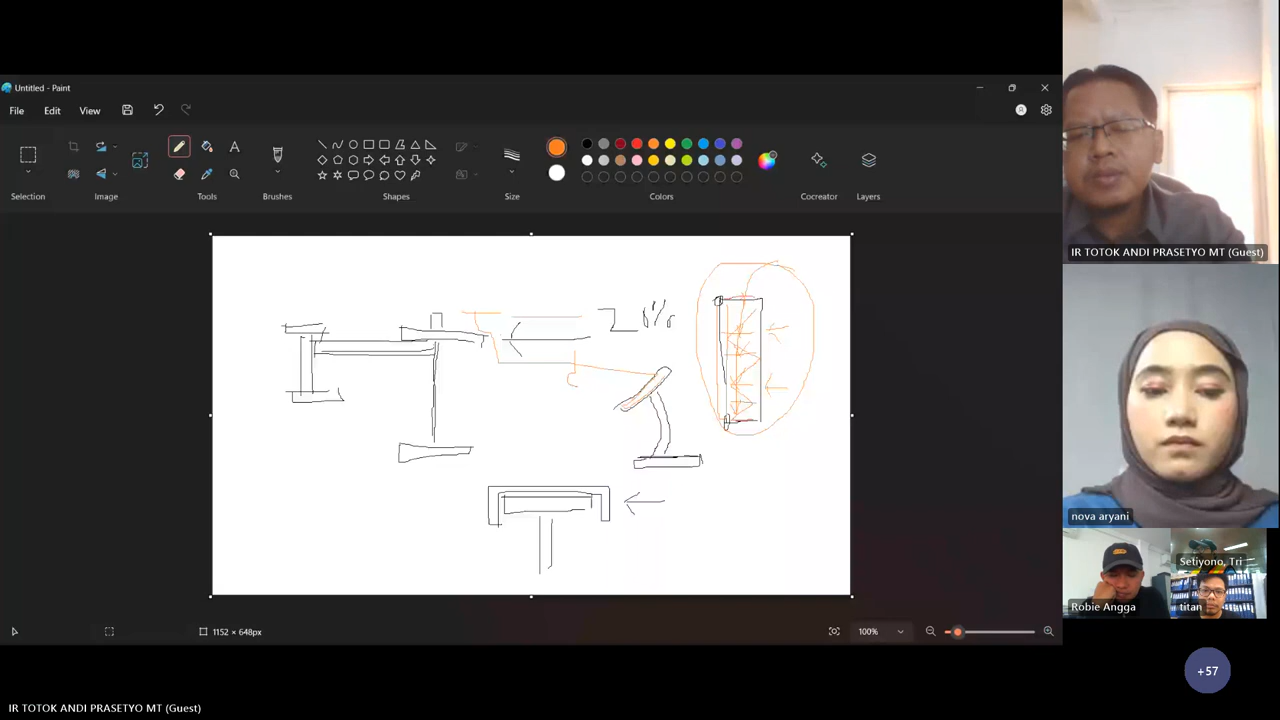 Untitled - Paint
File Edit View
Selection Image Tools Brushes Shapes Size Colors Cocreator Layers
IR TOTOK ANDI PRASETYO MT (Guest)
nova aryani
Robie Angga
Setiyono, Tri
titan
1152 × 648px
100%
+57
IR TOTOK ANDI PRASETYO MT (Guest)